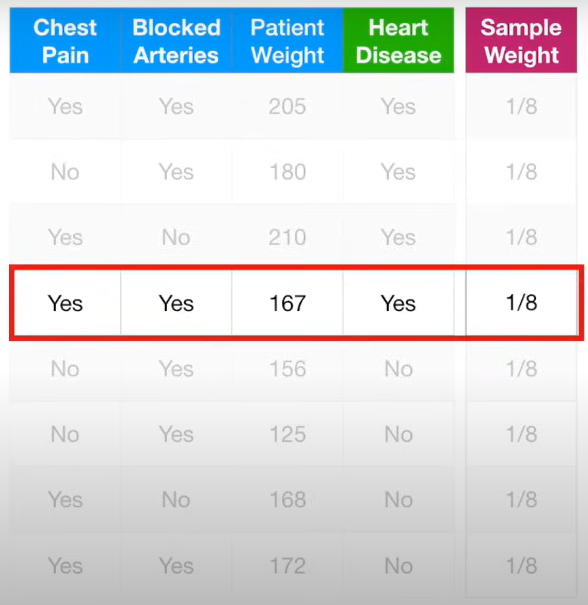 Chest Pain Blocked Arteries Patient Weight Heart Disease Sample Weight
Yes Yes 205 Yes 1/8
No Yes 180 Yes 1/8
Yes No 210 Yes 1/8
Yes Yes 167 Yes 1/8
No Yes 156 No 1/8
No Yes 125 No 1/8
Yes No 168 No 1/8
Yes Yes 172 No 1/8